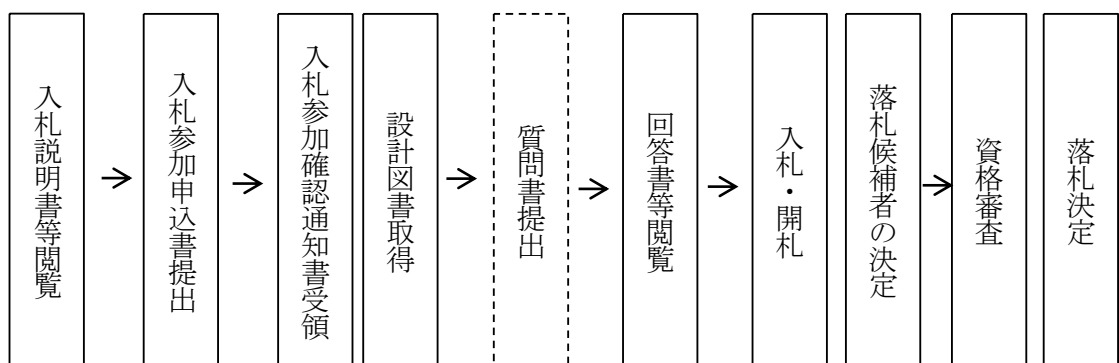 入札説明書等閲覧
入札参加申込書提出
入札参加確認通知書受領
設計図書取得
質問書提出
回答書等閲覧
入札・開札
落札候補者の決定
資格審査
落札決定